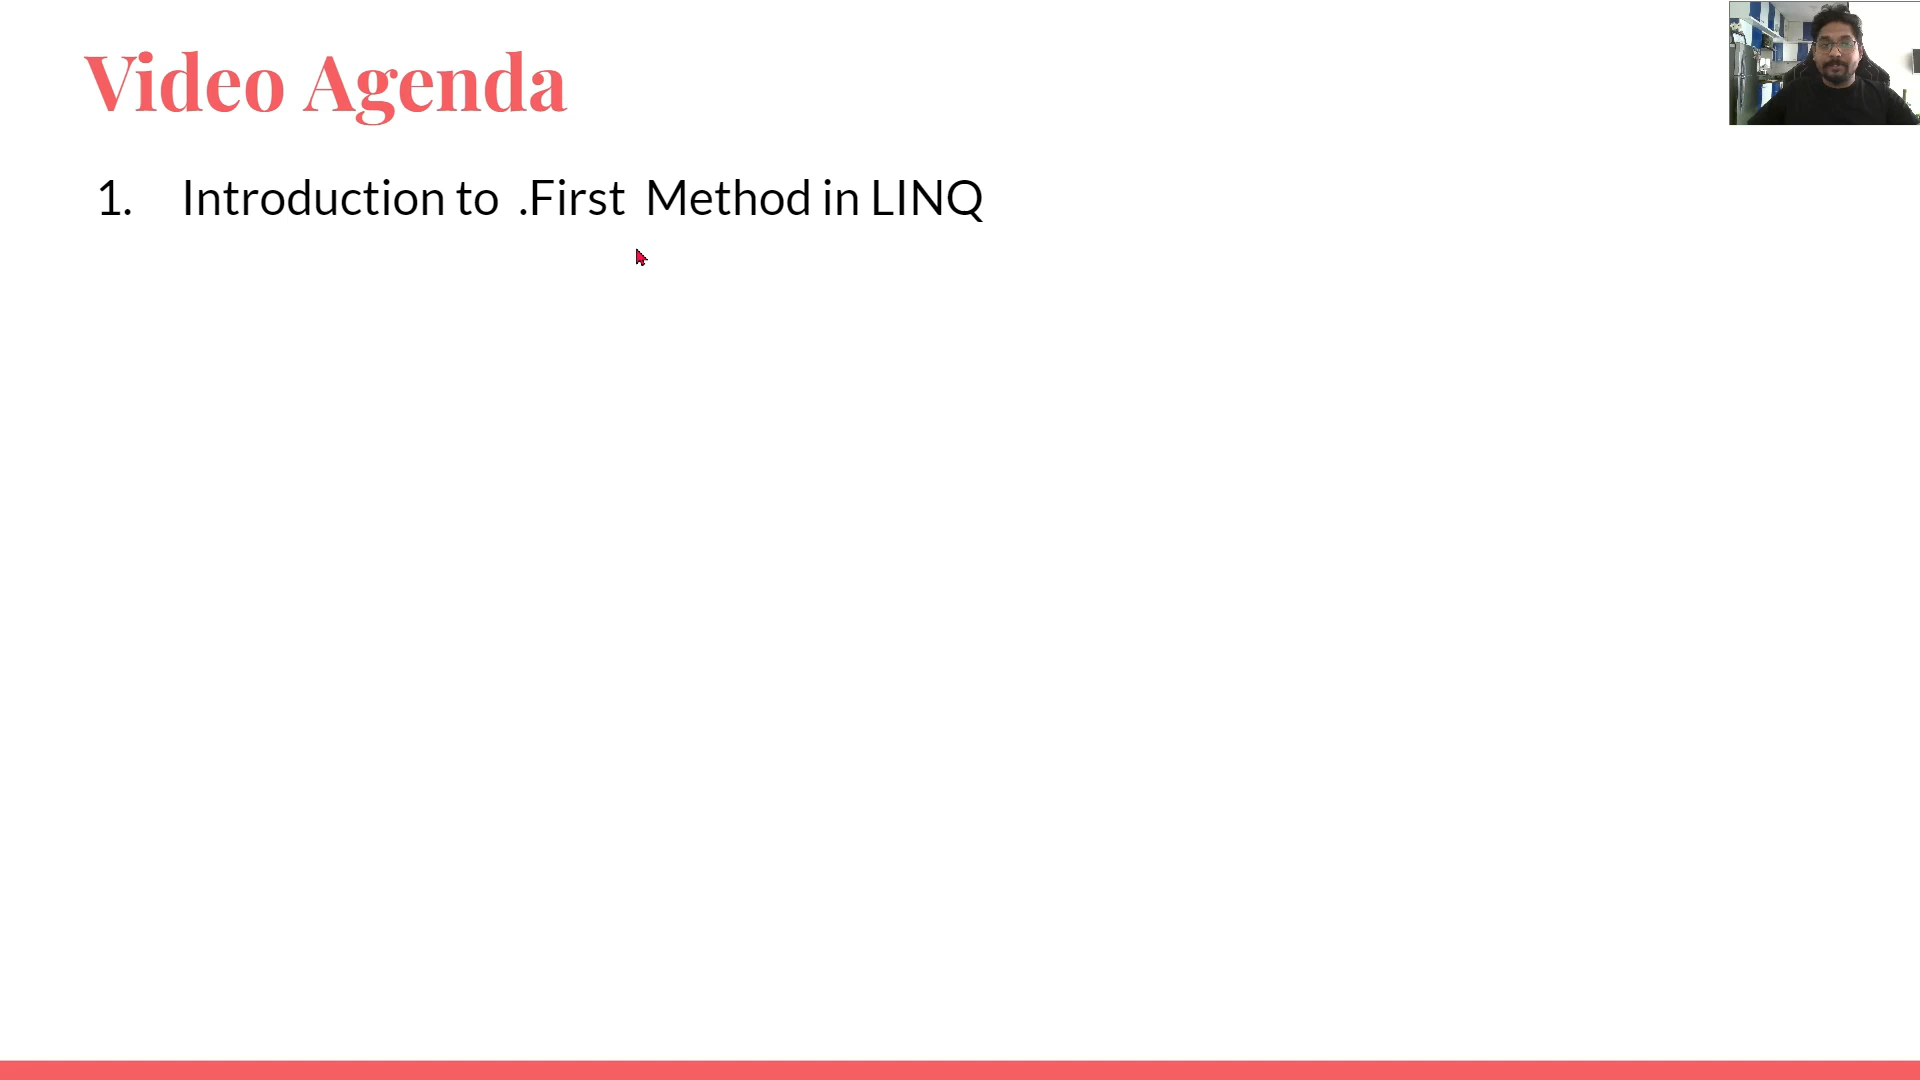 Video Agenda
1. Introduction to .First Method in LINQ